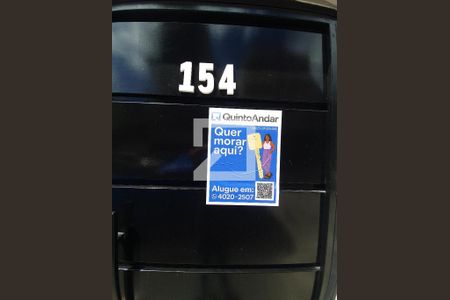 154
QuintoAndar
Quer
morar
aqui?
Alugue em:
4020-2507